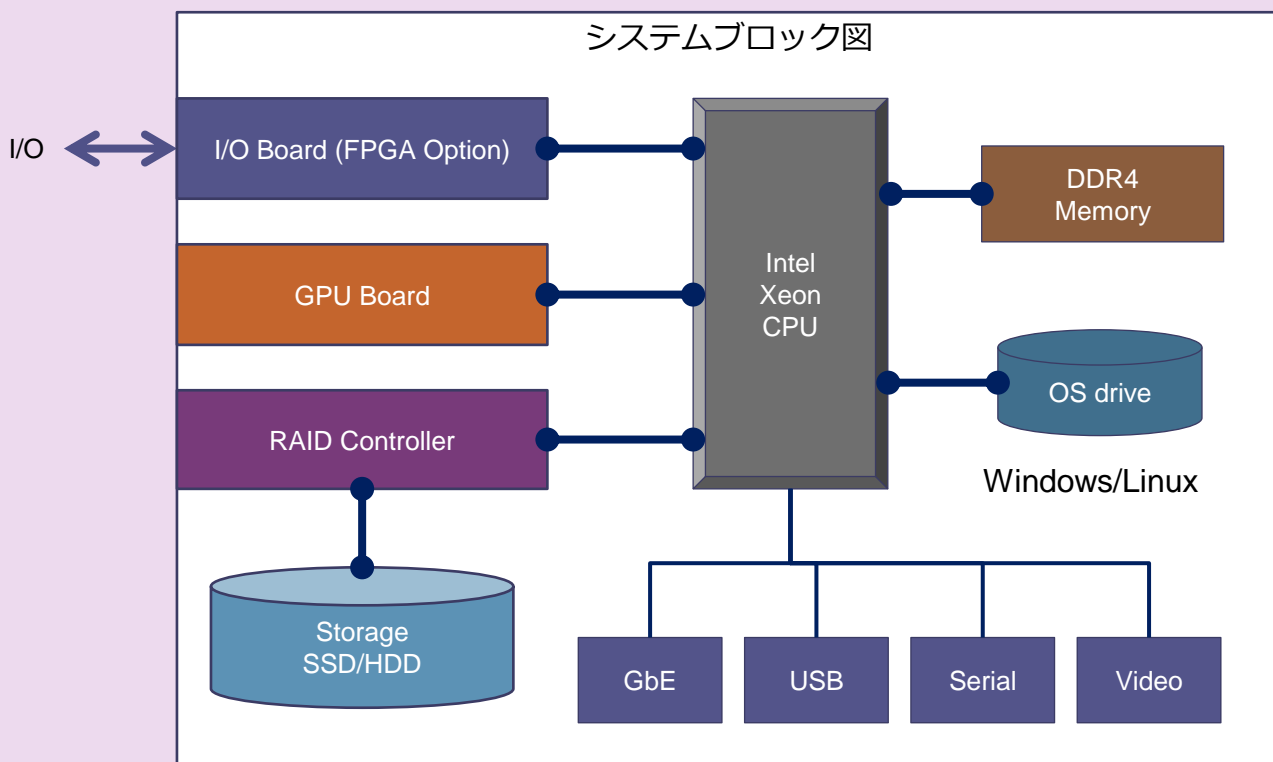 システムブロック図
I/O
I/O Board (FPGA Option)
GPU Board
RAID Controller
Storage
SSD/HDD
Intel
Xeon
CPU
DDR4
Memory
OS drive
Windows/Linux
GbE
USB
Serial
Video